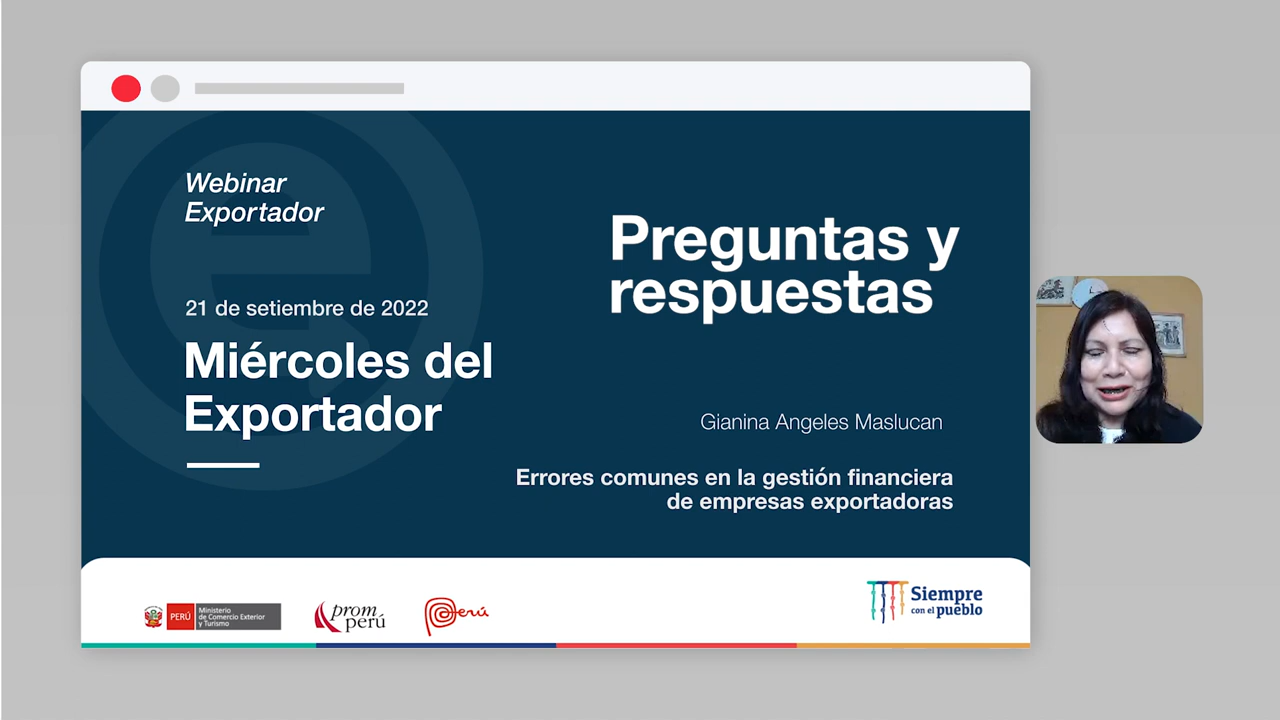 Webinar
Exportador
21 de setiembre de 2022
Miércoles del
Exportador
Preguntas y
respuestas
Gianina Angeles Maslucan
Errores comunes en la gestión financiera
de empresas exportadoras
PERÚ
Ministerio
de Comercio Exterior
y Turismo
prom
perú
Perú
Siempre
con el pueblo